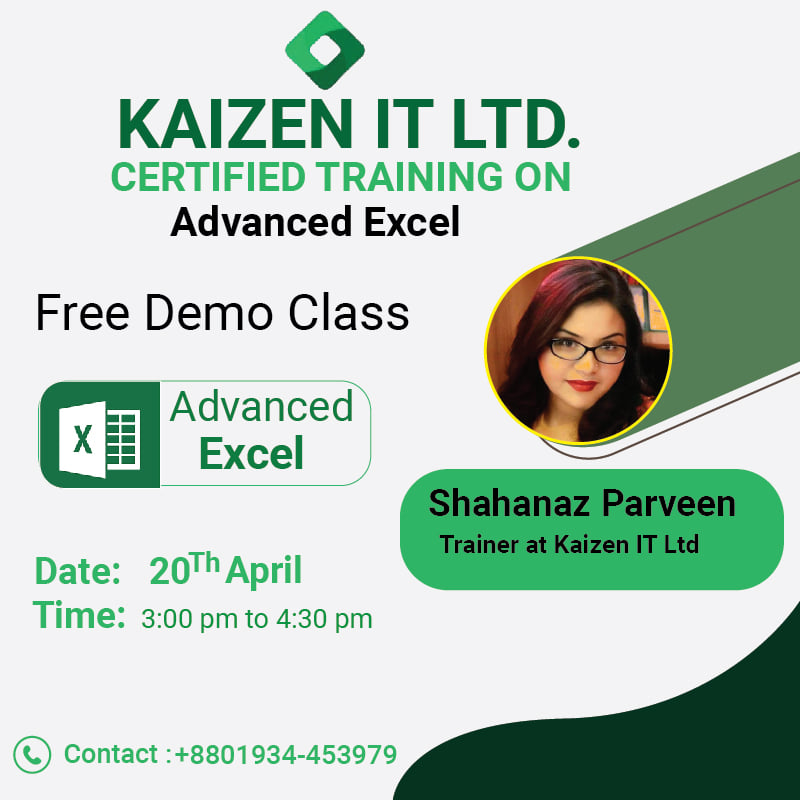 KAIZEN IT LTD.
CERTIFIED TRAINING ON
Advanced Excel
Free Demo Class
X
Advanced
Excel
Shahanaz Parveen
Trainer at Kaizen IT Ltd
Date: 20Th April
Time: 3:00 pm to 4:30 pm
Contact :+8801934-453979